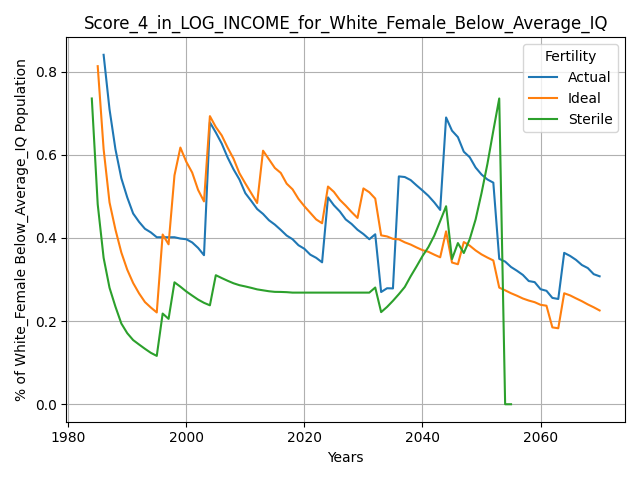 Score_4_in_LOG_INCOME_for_White_Female_Below_Average_IQ
% of White_Female Below_Average_IQ Population
0.8
0.6
0.4
0.2
0.0
Fertility
Actual
Ideal
Sterile
1980
2000
2020
2040
2060
Years